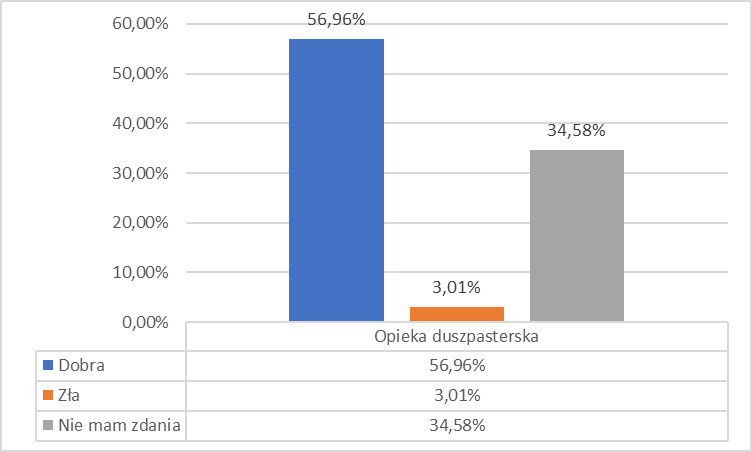 60,00%
56,96%
50,00%
40,00%
34,58%
30,00%
20,00%
10,00%
3,01%
0,00%
Opieka duszpasterska
Dobra 56,96%
Zła 3,01%
Nie mam zdania 34,58%